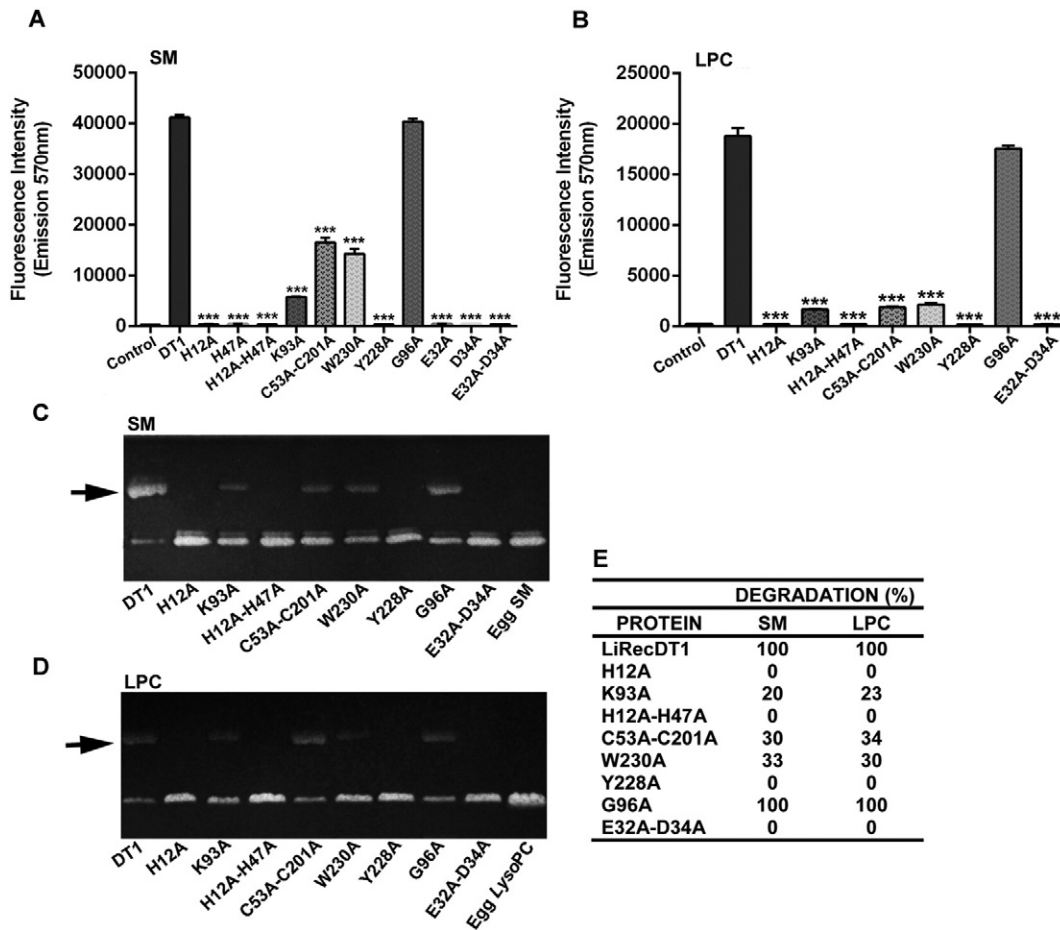 A
SM
Fluorescence Intensity
(Emission 570nm)
50000
40000
30000
20000
10000
0
***
***
***
***
***
***
***
***
***
***
Control
DT1
H12A
H47A
H12A-H47A
K93A
C53A-C201A
W230A
Y228A
G96A
E32A
D34A
E32A-D34A
B
LPC
Fluorescence Intensity
(Emission 570nm)
25000
20000
15000
10000
5000
0
***
***
***
***
***
***
***
Control
DT1
H12A
K93A
H12A-H47A
C53A-C201A
W230A
Y228A
G96A
E32A-D34A
C
SM
DT1
H12A
K93A
H12A-H47A
C53A-C201A
W230A
Y228A
G96A
E32A-D34A
Egg SM
D
LPC
DT1
H12A
K93A
H12A-H47A
C53A-C201A
W230A
Y228A
G96A
E32A-D34A
Egg LysoPC
E
DEGRADATION (%)
PROTEIN SM LPC
LiRecDT1 100 100
H12A 0 0
K93A 20 23
H12A-H47A 0 0
C53A-C201A 30 34
W230A 33 30
Y228A 0 0
G96A 100 100
E32A-D34A 0 0